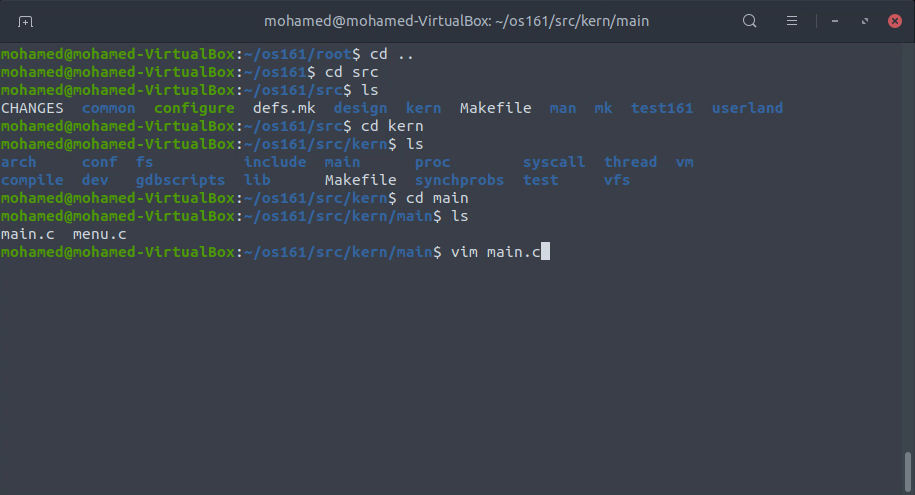 mohamed@mohamed-VirtualBox: ~/os161/src/kern/main
mohamed@mohamed-VirtualBox:~/os161/root$ cd ..
mohamed@mohamed-VirtualBox:~/os161$ cd src
mohamed@mohamed-VirtualBox:~/os161/src$ ls
CHANGES  common  configure  defs.mk  design  kern  Makefile  man  mk  test161  userland
mohamed@mohamed-VirtualBox:~/os161/src$ cd kern
mohamed@mohamed-VirtualBox:~/os161/src/kern$ ls
arch     conf  fs          include  main      proc        syscall  thread  vm
compile  dev   gdbscripts  lib      Makefile  synchprobs  test     vfs
mohamed@mohamed-VirtualBox:~/os161/src/kern$ cd main
mohamed@mohamed-VirtualBox:~/os161/src/kern/main$ ls
main.c  menu.c
mohamed@mohamed-VirtualBox:~/os161/src/kern/main$ vim main.c